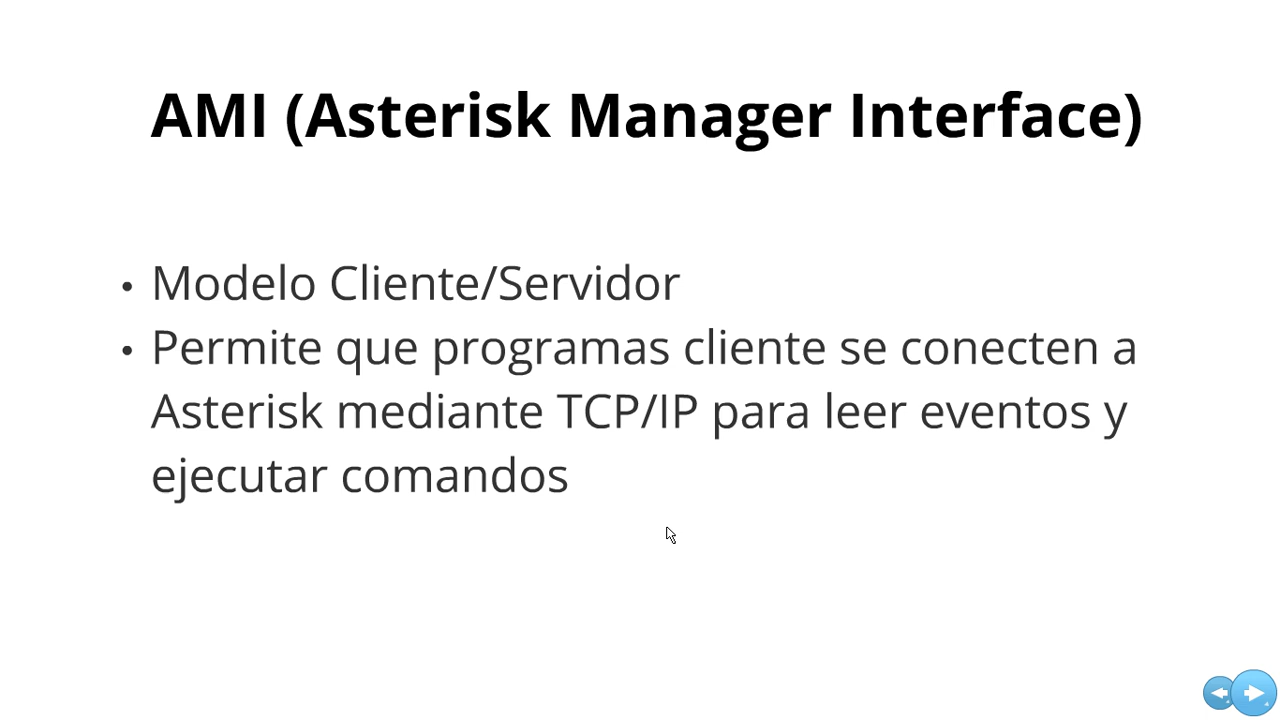 AMI (Asterisk Manager Interface)
• Modelo Cliente/Servidor
• Permite que programas cliente se conecten a
Asterisk mediante TCP/IP para leer eventos y
ejecutar comandos